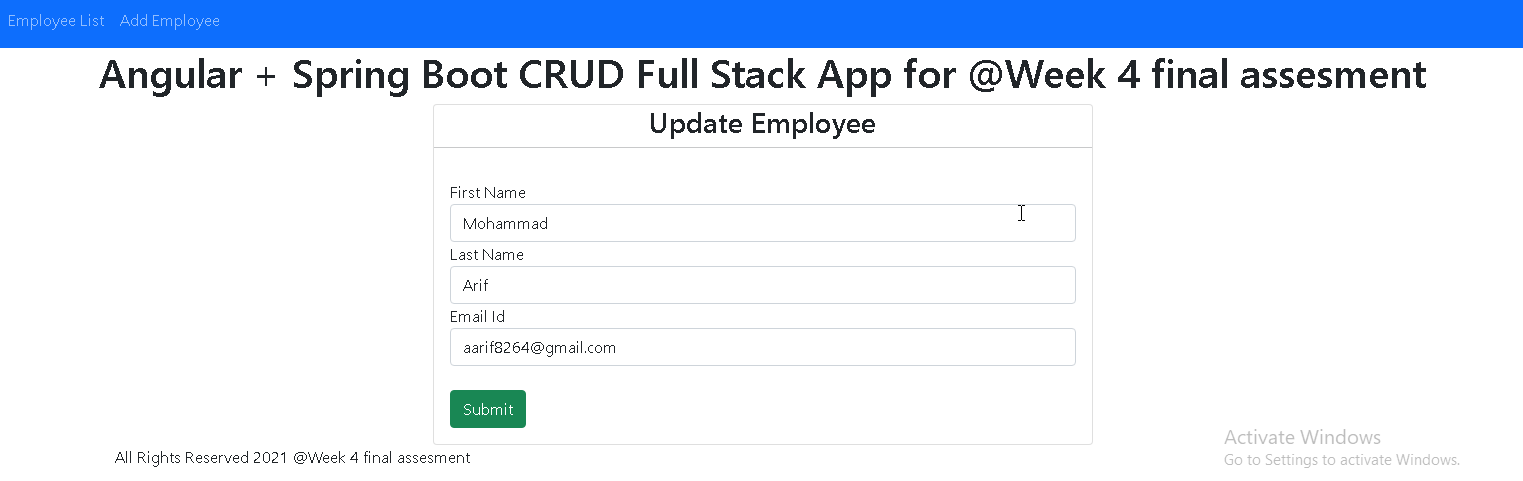 Employee List Add Employee
Angular + Spring Boot CRUD Full Stack App for @Week 4 final assesment
Update Employee
First Name
Mohammad
Last Name
Arif
Email Id
aarif8264@gmail.com
Submit
Activate Windows
All Rights Reserved 2021 @Week 4 final assesment
Go to Settings to activate Windows.